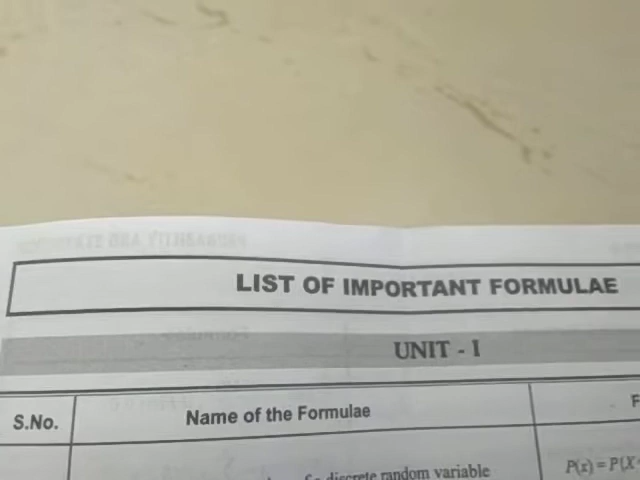 LIST OF IMPORTANT FORMULAE
UNIT - I
S.No. Name of the Formulae F
discrete random variable P(x) = P(X